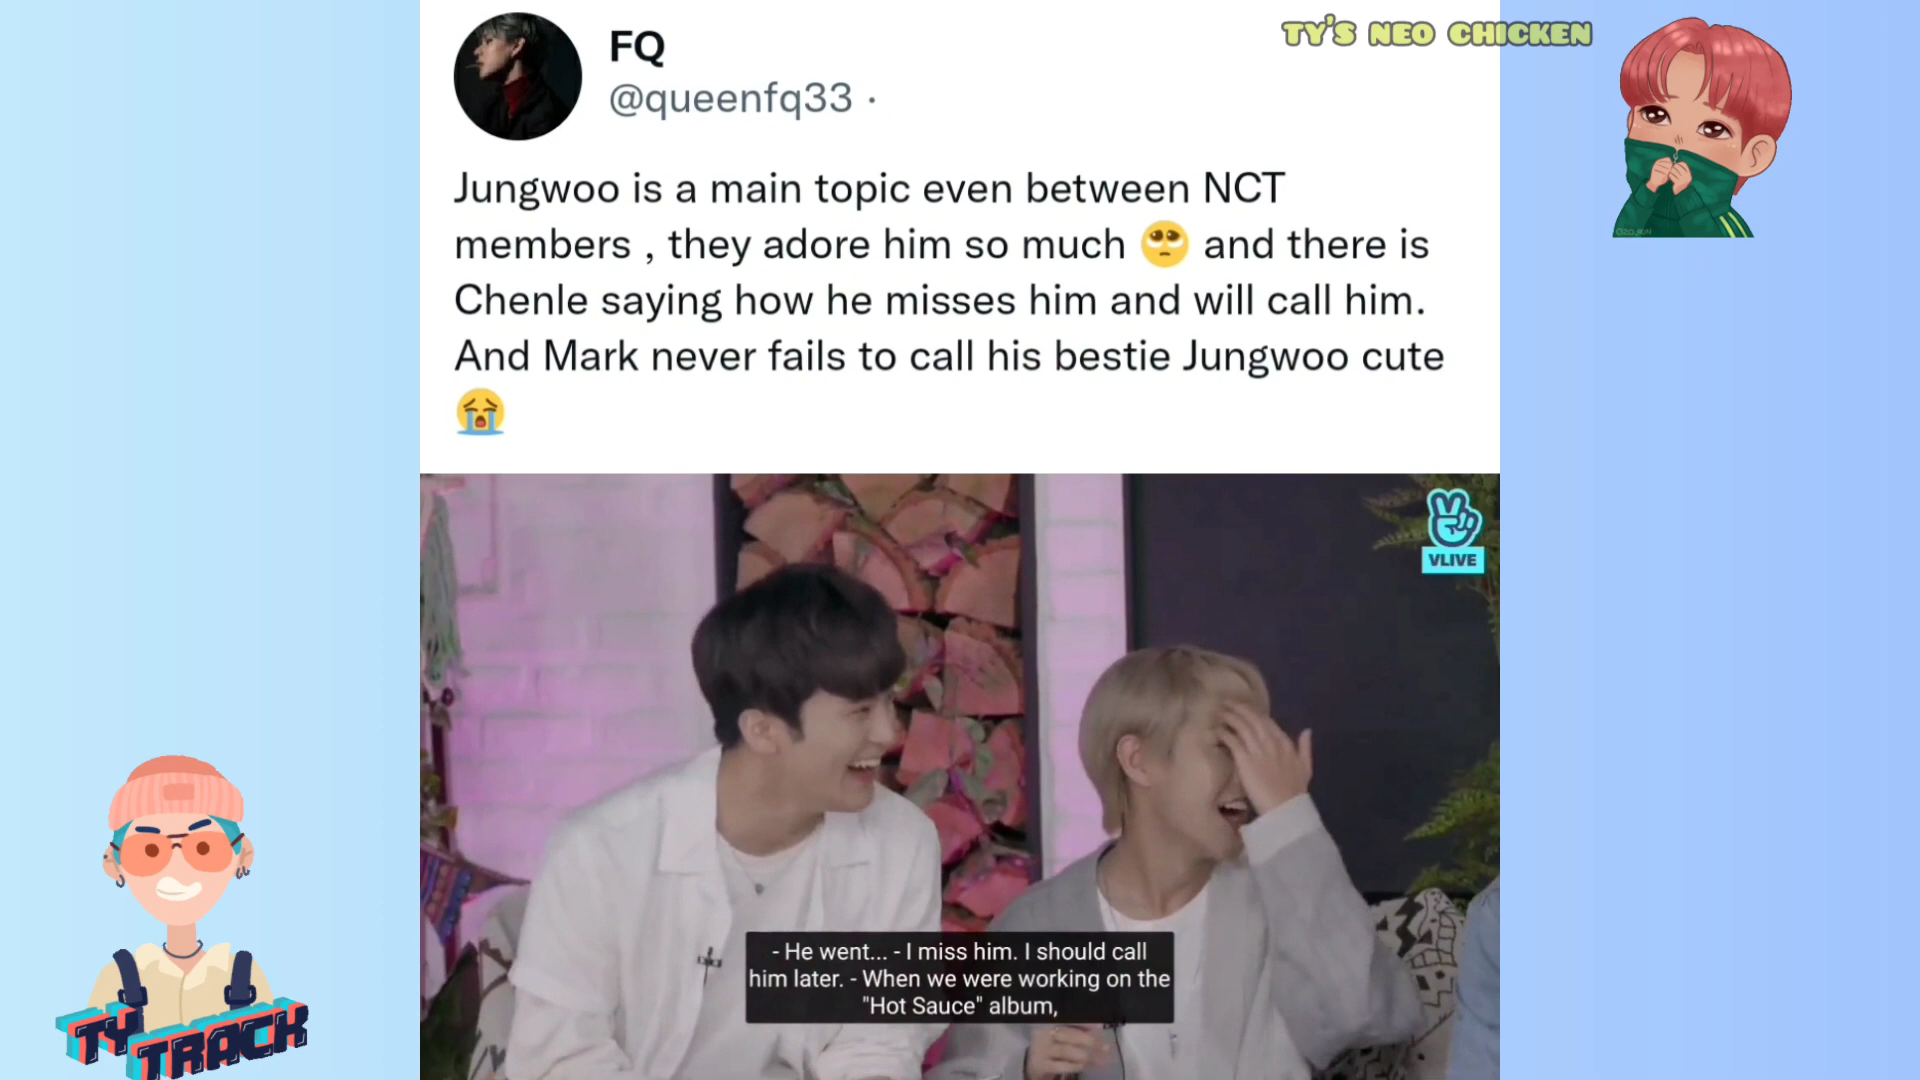 TY'S NEO CHICKEN
FQ
@queenfq33 ·
Jungwoo is a main topic even between NCT
members , they adore him so much 🥺 and there is
Chenle saying how he misses him and will call him.
And Mark never fails to call his bestie Jungwoo cute
😭
VLIVE
- He went... - I miss him. I should call
him later. - When we were working on the
"Hot Sauce" album,
TY
TRACK